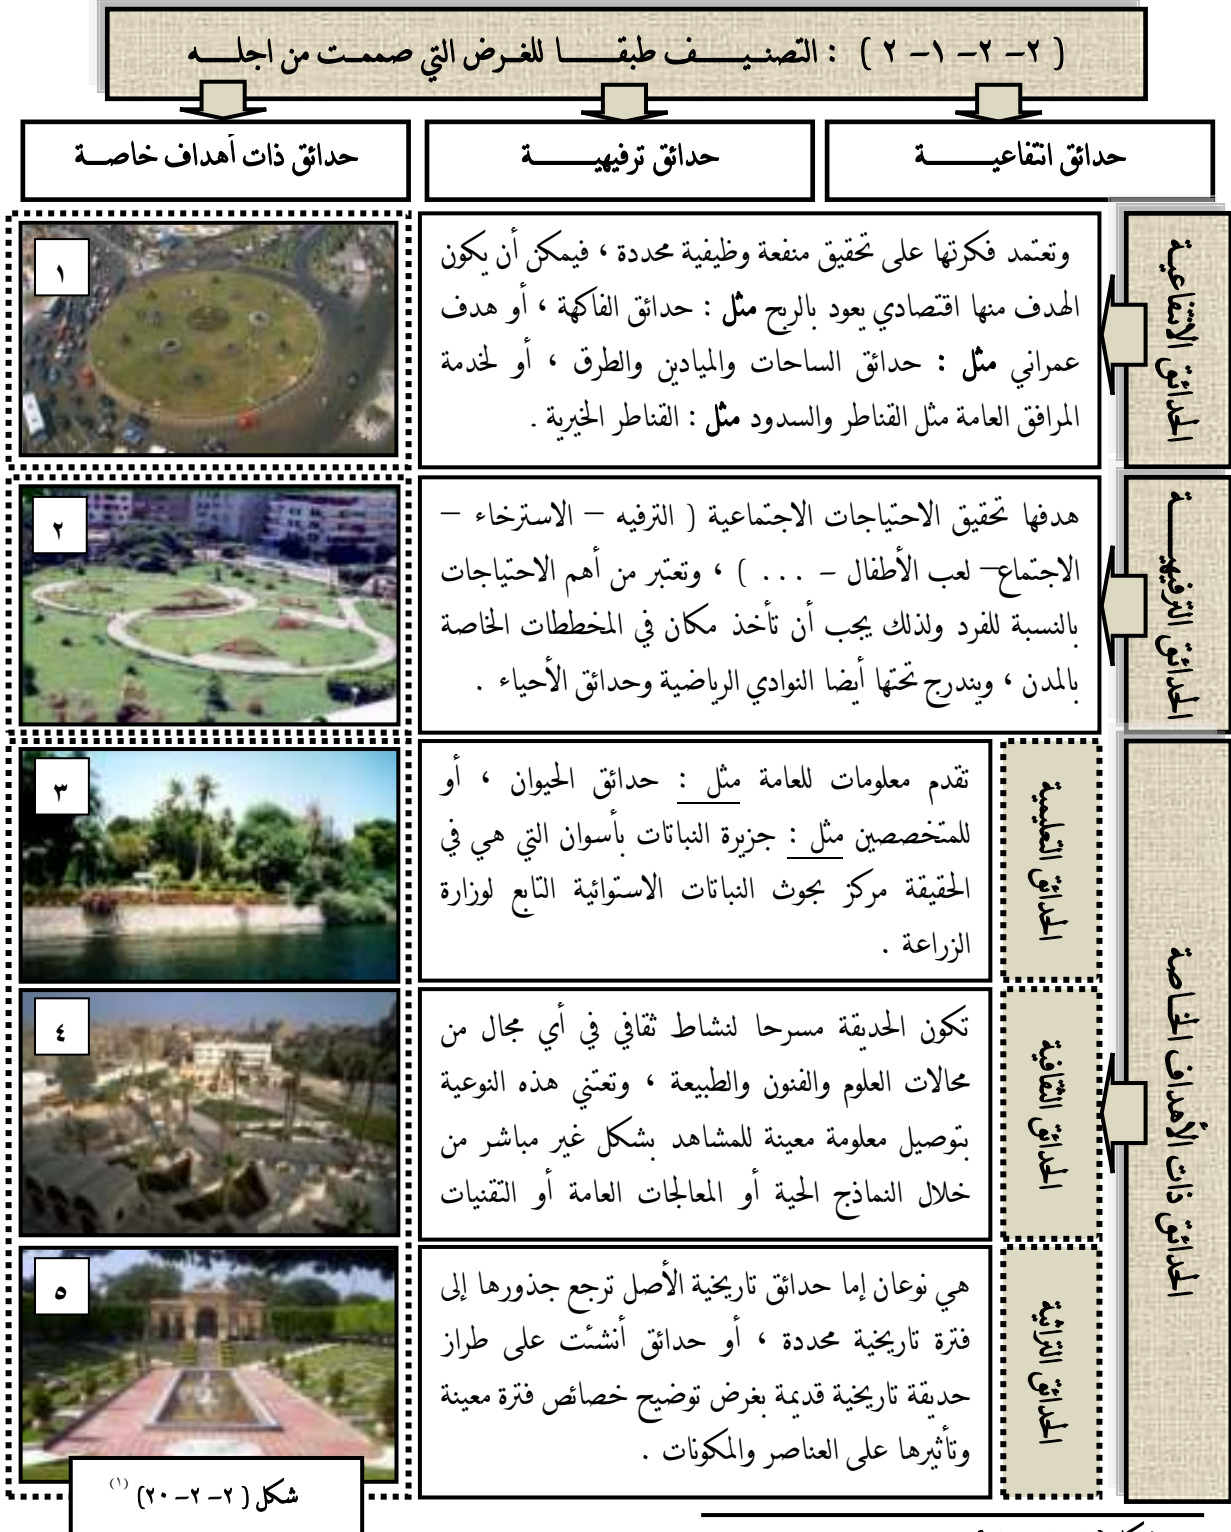 ( ٢- ٢- ١- ٢ ) : التصنيف طبقا للغرض التي صممت من اجله
حدائق انتفاعية
حدائق ترفيهية
حدائق ذات أهداف خاصة
الحدائق الانتفاعية
وتعتمد فكرتها على تحقيق منفعة وظيفية محددة ، فيمكن أن يكون
الهدف منها اقتصادي يعود بالربح مثل : حدائق الفاكهة ، أو هدف
عمراني مثل : حدائق الساحات والميادين والطرق ، أو لخدمة
المرافق العامة مثل القناطر والسدود مثل : القناطر الخيرية .
١
الحدائق الترفيهية
هدفها تحقيق الاحتياجات الاجتماعية ( الترفيه – الاسترخاء –
الاجتماع– لعب الأطفال – ... ) ، وتعتبر من أهم الاحتياجات
بالنسبة للفرد ولذلك يجب أن تأخذ مكان في المخططات الخاصة
بالمدن ، ويندرج تحتها أيضا النوادي الرياضية وحدائق الأحياء .
٢
الحدائق ذات الأهداف الخاصة
الحدائق التعليمية
تقدم معلومات للعامة مثل : حدائق الحيوان ، أو
للمتخصصين مثل : جزيرة النباتات بأسوان التي هي في
الحقيقة مركز بحوث النباتات الاستوائية التابع لوزارة
الزراعة .
٣
الحدائق الثقافية
تكون الحديقة مسرحا لنشاط ثقافي في أي مجال من
محالات العلوم والفنون والطبيعة ، وتعتني هذه النوعية
بتوصيل معلومة معينة للمشاهد بشكل غير مباشر من
خلال النماذج الحية أو المعالجات العامة أو التقنيات
٤
الحدائق التراثية
هي نوعان إما حدائق تاريخية الأصل ترجع جذورها إلى
فترة تاريخية محددة ، أو حدائق أنشئت على طراز
حديقة تاريخية قديمة بغرض توضيح خصائص فترة معينة
وتأثيرها على العناصر والمكونات .
٥
شكل ( ٢- ٢- ٢٠) (١)